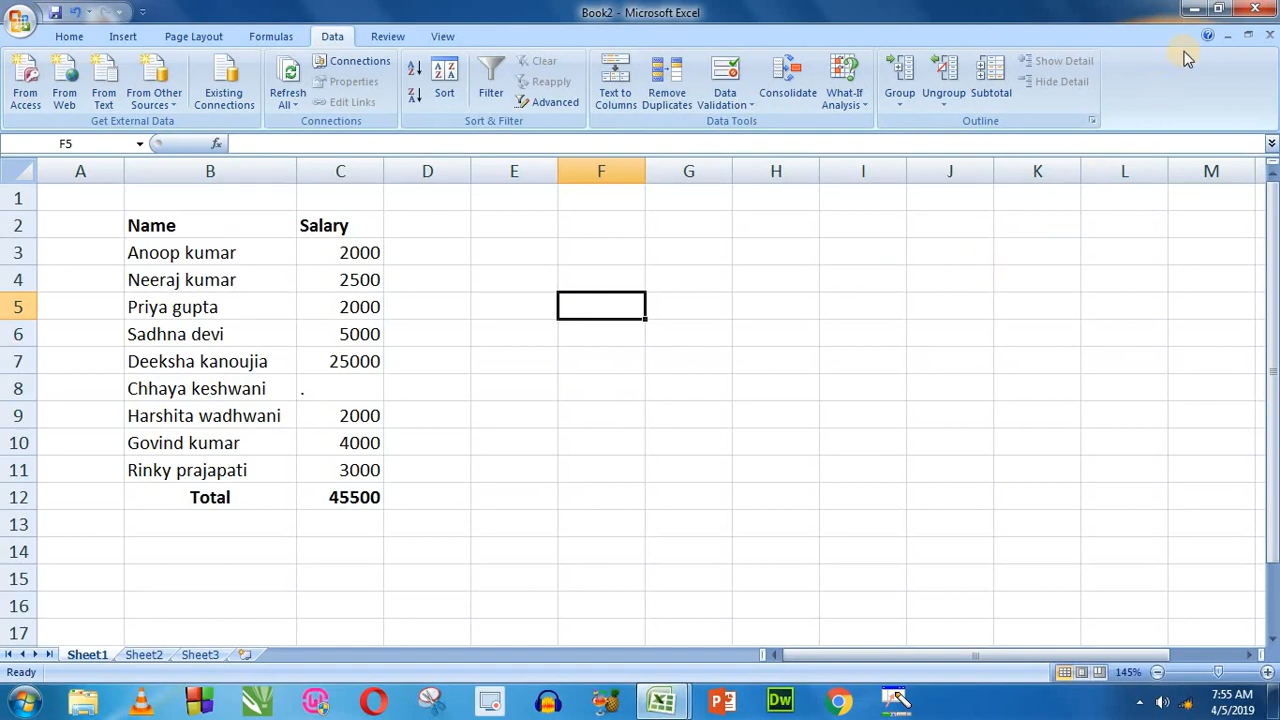 Book2 - Microsoft Excel
Home Insert Page Layout Formulas Data Review View
From Access
From Web
From Text
From Other Sources
Existing Connections
Get External Data
Refresh All
Connections
Properties
Edit Links
Connections
Sort
Filter
Clear
Reapply
Advanced
Sort & Filter
Text to Columns
Remove Duplicates
Data Validation
Consolidate
What-If Analysis
Data Tools
Group
Ungroup
Subtotal
Show Detail
Hide Detail
Outline
F5 fx
A B C D E F G H I J K L M
1
2 Name Salary
3 Anoop kumar 2000
4 Neeraj kumar 2500
5 Priya gupta 2000
6 Sadhna devi 5000
7 Deeksha kanoujia 25000
8 Chhaya keshwani .
9 Harshita wadhwani 2000
10 Govind kumar 4000
11 Rinky prajapati 3000
12 Total 45500
13
14
15
16
17
Sheet1 Sheet2 Sheet3
Ready 145%
Dw
7:55 AM
4/5/2019